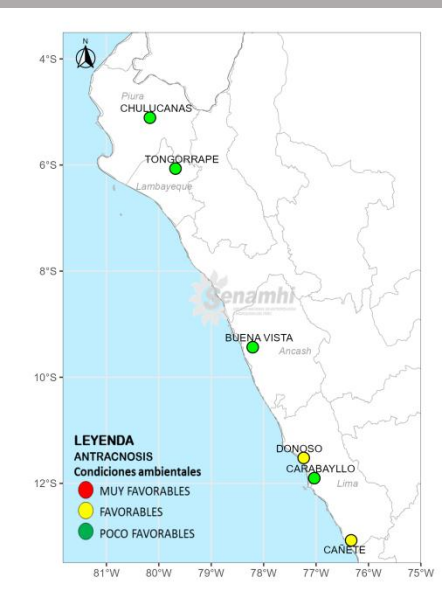 N
4°S
6°S
8°S
10°S
12°S
Piura
CHULUCANAS
TONGORRAPE
Lambayeque
Senamhi
BUENA VISTA
Ancash
DONOSO
CARABAYLLO
Lima
CAÑETE
LEYENDA
ANTRACNOSIS
Condiciones ambientales
MUY FAVORABLES
FAVORABLES
POCO FAVORABLES
81°W 80°W 79°W 78°W 77°W 76°W 75°W